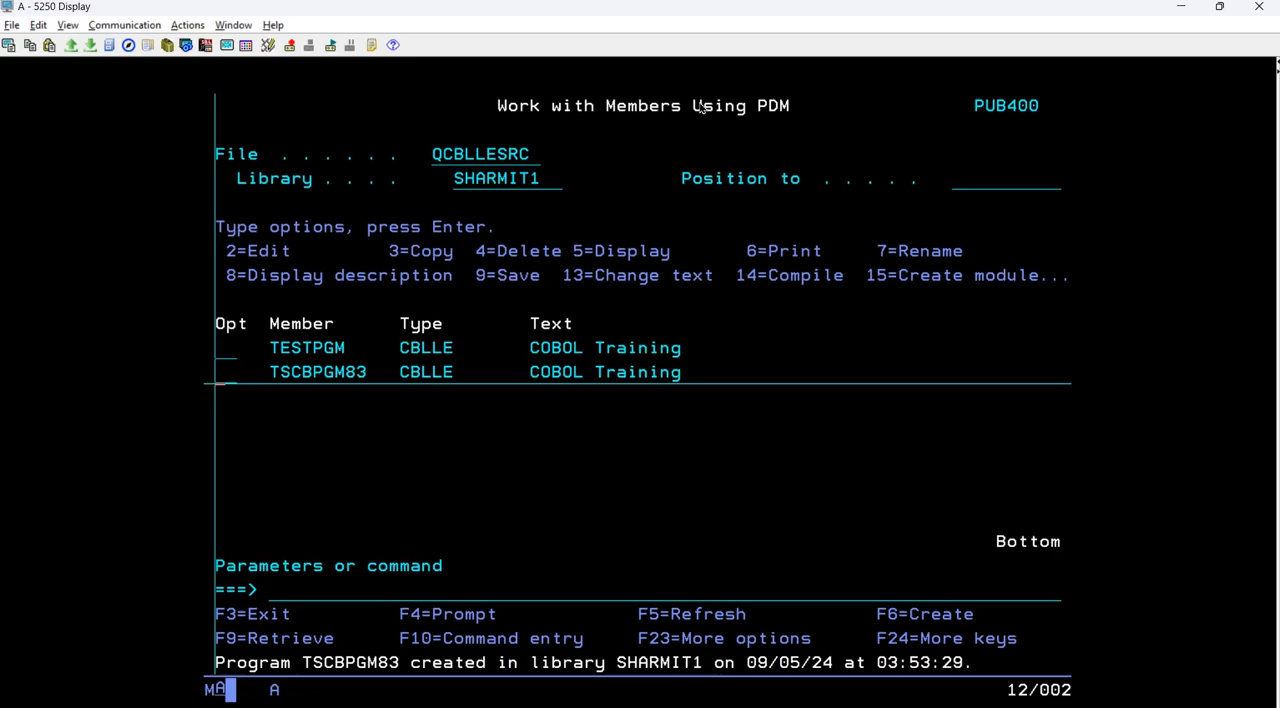 A - 5250 Display
File Edit View Communication Actions Window Help
Work with Members Using PDM PUB400
File . . . . . . QCBLLESRC
Library . . . . SHARMIT1 Position to . . . . .
Type options, press Enter.
2=Edit 3=Copy 4=Delete 5=Display 6=Print 7=Rename
8=Display description 9=Save 13=Change text 14=Compile 15=Create module...
Opt Member Type Text
TESTPGM CBLLE COBOL Training
TSCBPGM83 CBLLE COBOL Training
Bottom
Parameters or command
===>
F3=Exit F4=Prompt F5=Refresh F6=Create
F9=Retrieve F10=Command entry F23=More options F24=More keys
Program TSCBPGM83 created in library SHARMIT1 on 09/05/24 at 03:53:29.
MA A 12/002